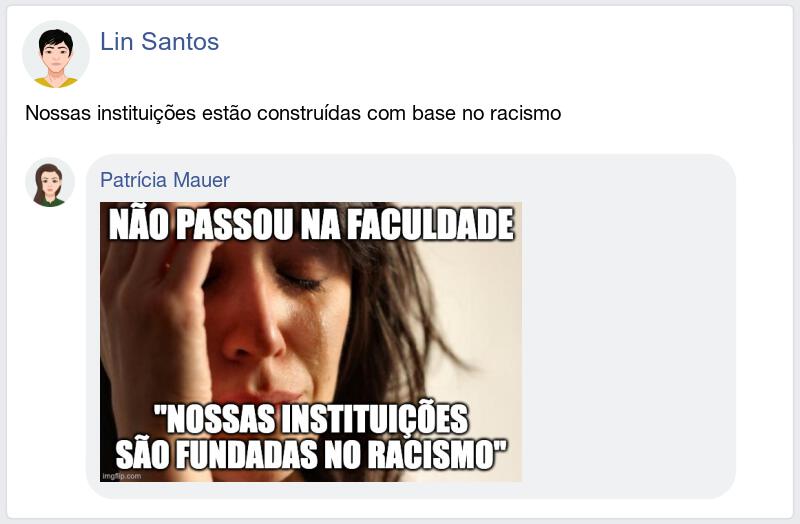 Lin Santos
Nossas instituições estão construídas com base no racismo
Patrícia Mauer
NÃO PASSOU NA FACULDADE
"NOSSAS INSTITUIÇÕES
SÃO FUNDADAS NO RACISMO"
imgflip.com